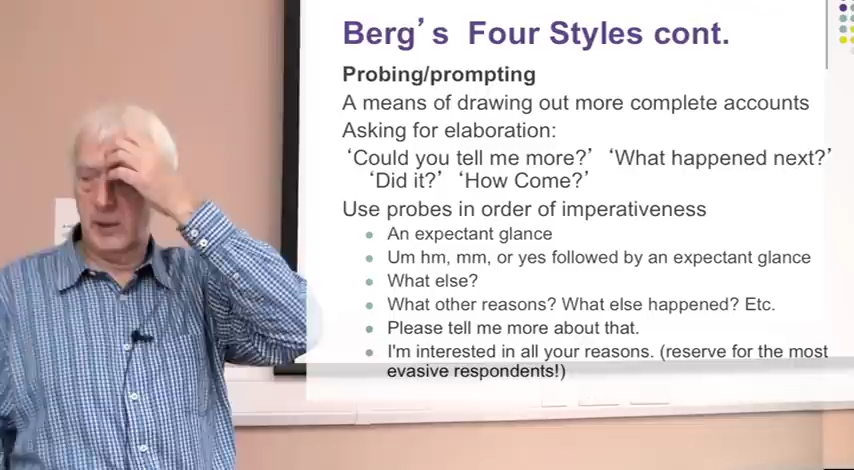 Berg's Four Styles cont.
Probing/prompting
A means of drawing out more complete accounts
Asking for elaboration:
'Could you tell me more?' 'What happened next?'
'Did it?' 'How Come?'
Use probes in order of imperativeness
• An expectant glance
• Um hm, mm, or yes followed by an expectant glance
• What else?
• What other reasons? What else happened? Etc.
• Please tell me more about that.
• I'm interested in all your reasons. (reserve for the most
evasive respondents!)